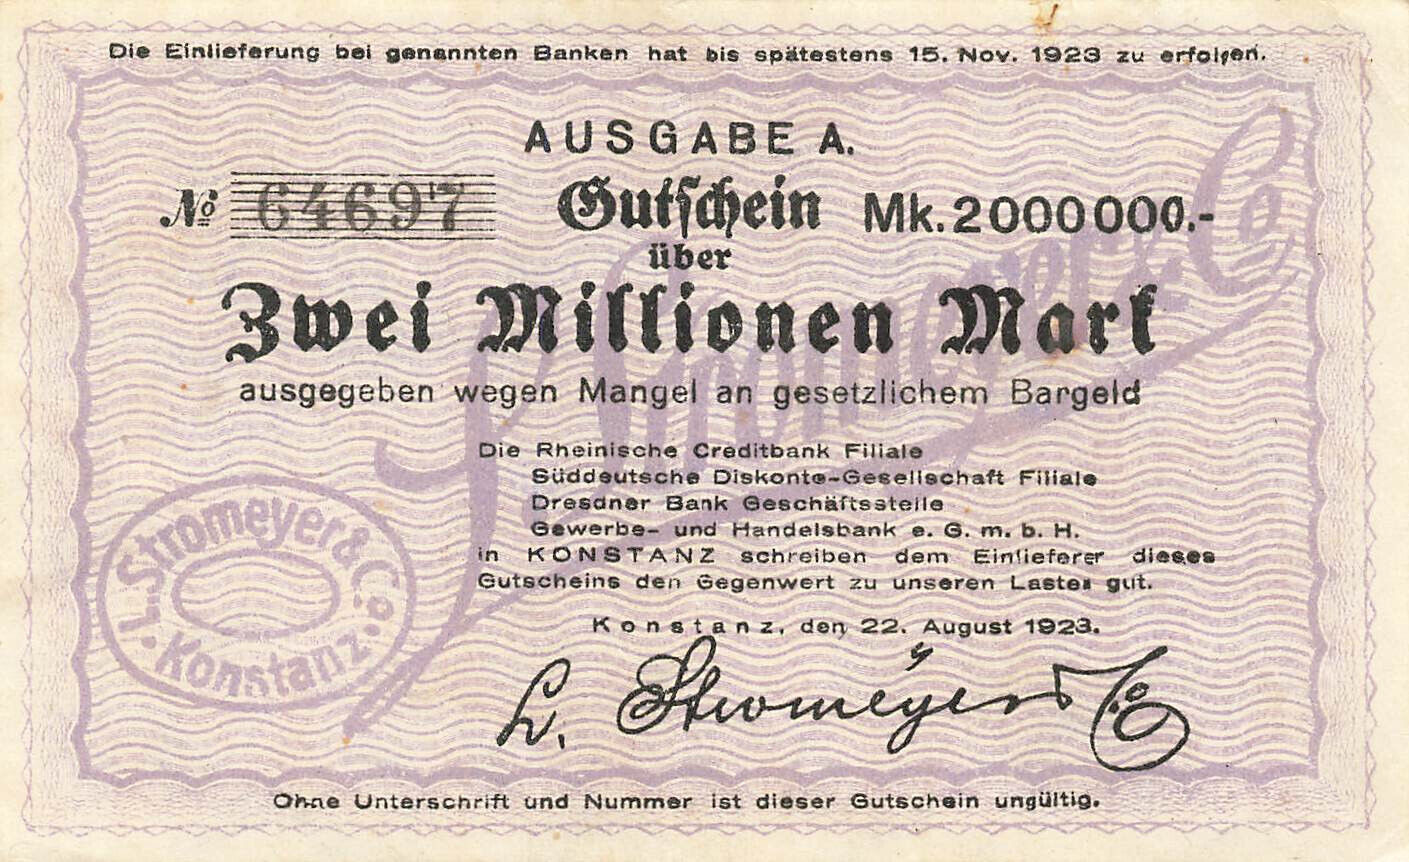 Die Einlieferung bei genannten Banken hat bis spätestens 15. Nov. 1923 zu erfolgen.
AUSGABE A.
No 64697 Gutschein Mk. 2000000.-
über
Zwei Millionen Mark
ausgegeben wegen Mangel an gesetzlichem Bargeld
Die Rheinische Creditbank Filiale
Süddeutsche Diskonto-Gesellschaft Filiale
Dresdner Bank Geschäftsstelle
Gewerbe- und Handelsbank e. G. m. b. H.
in KONSTANZ schreiben dem Einlieferer dieses
Gutscheins den Gegenwert zu unseren Lasten gut.
Konstanz, den 22. August 1923.
L. Stromeyer & Co
L. Stromeyer & Co.
Konstanz
Stromeyer & Co
Ohne Unterschrift und Nummer ist dieser Gutschein ungültig.